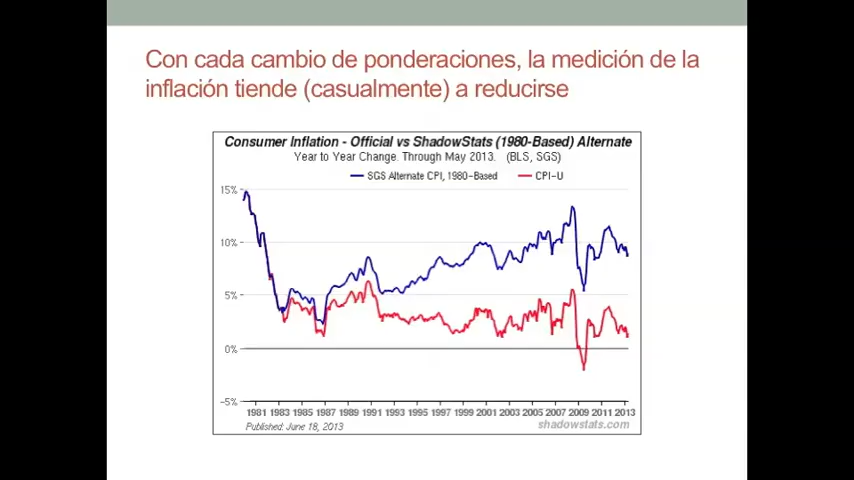 Con cada cambio de ponderaciones, la medición de la
inflación tiende (casualmente) a reducirse
Consumer Inflation - Official vs ShadowStats (1980-Based) Alternate
Year to Year Change. Through May 2013. (BLS, SGS)
SGS Alternate CPI, 1980-Based CPI-U
15%
10%
5%
0%
-5%
1981 1983 1985 1987 1989 1991 1993 1995 1997 1999 2001 2003 2005 2007 2009 2011 2013
Published: June 18, 2013 shadowstats.com